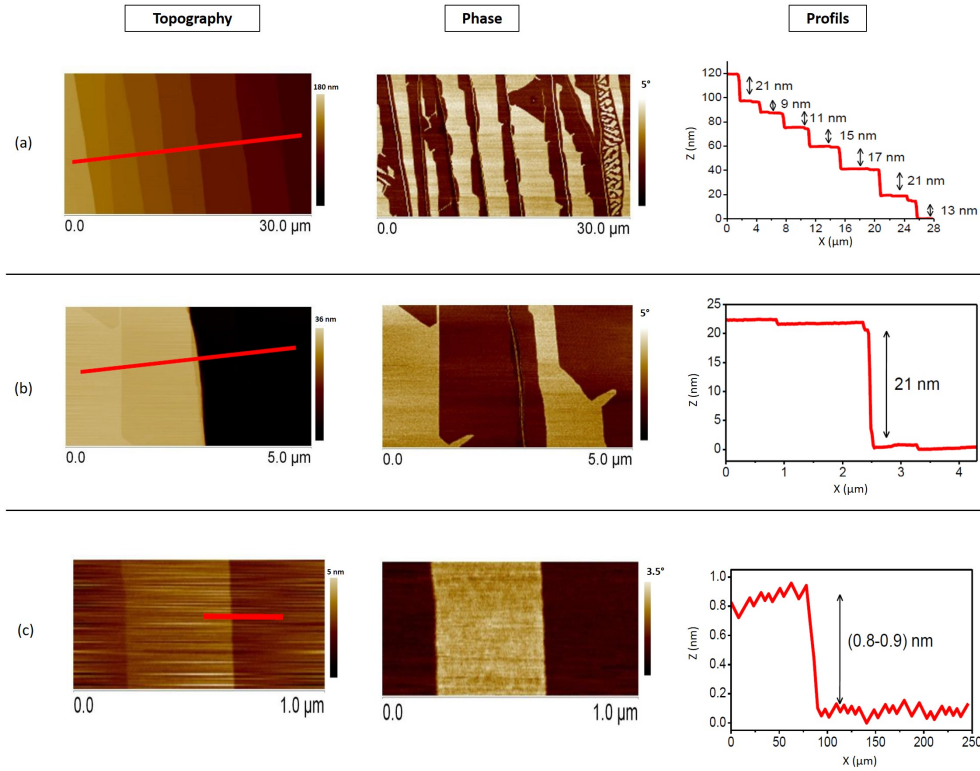 Topography
Phase
Profils
(a)
180 nm
0.0
30.0 µm
5°
0.0
30.0 µm
Z (nm)
120
100
80
60
40
20
0
21 nm
9 nm
11 nm
15 nm
17 nm
21 nm
13 nm
0 4 8 12 16 20 24 28
X (µm)
(b)
36 nm
0.0
5.0 µm
5°
0.0
5.0 µm
Z (nm)
25
20
15
10
5
0
21 nm
0 1 2 3 4
X (µm)
(c)
5 nm
0.0
1.0 µm
3.5°
0.0
1.0 µm
Z (nm)
1.0
0.8
0.6
0.4
0.2
0.0
(0.8-0.9) nm
0 50 100 150 200 250
X (µm)